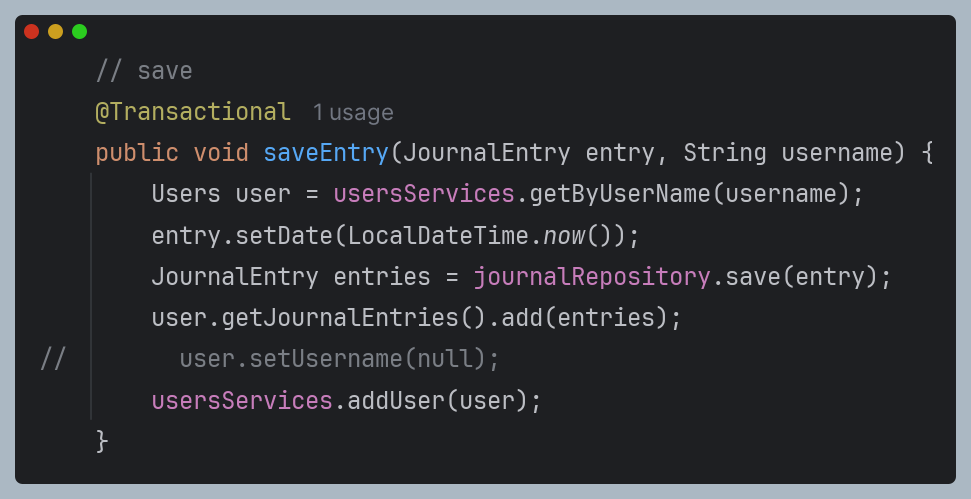 // save
@Transactional 1 usage
public void saveEntry(JournalEntry entry, String username) {
Users user = usersServices.getByUserName(username);
entry.setDate(LocalDateTime.now());
JournalEntry entries = journalRepository.save(entry);
user.getJournalEntries().add(entries);
// user.setUsername(null);
usersServices.addUser(user);
}